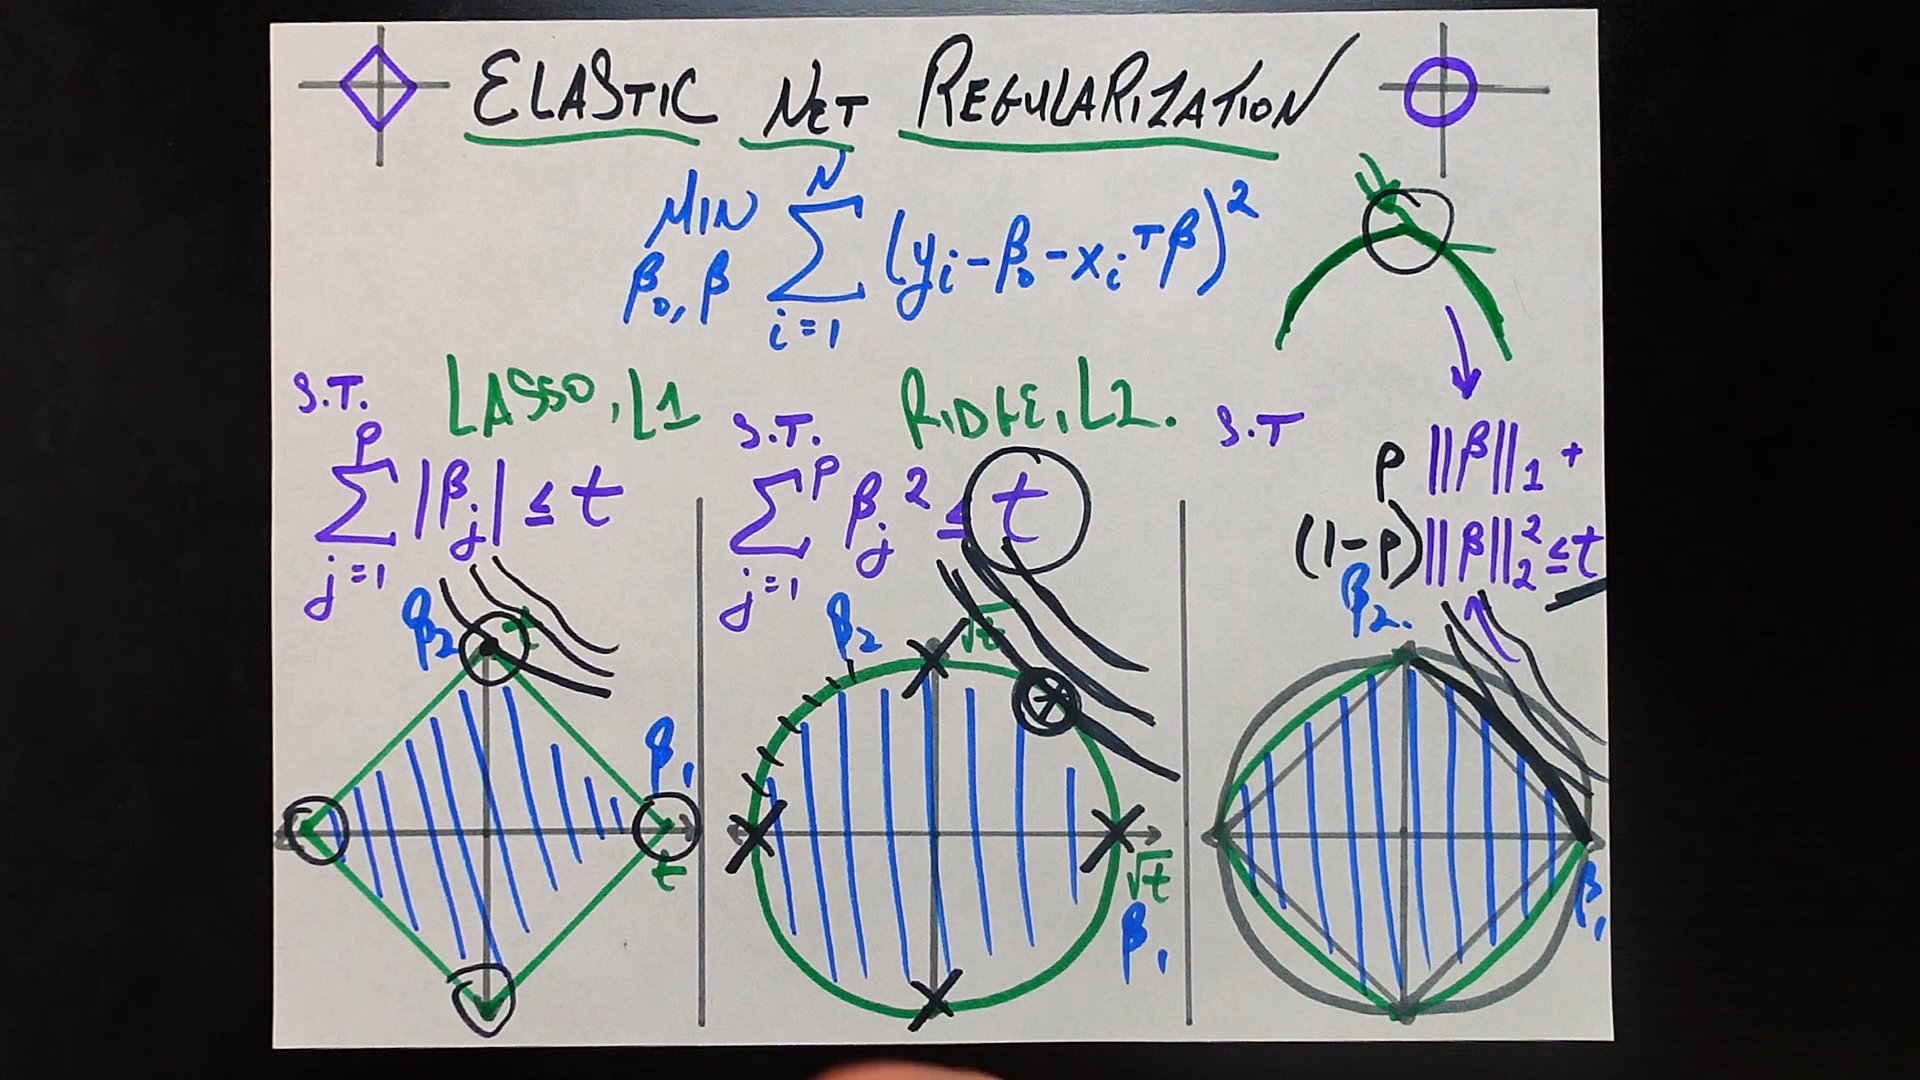 ELASTIC NET REGULARIZATION
MIN N
β₀, β ∑ (yi - β₀ - xiᵀβ)²
i=1
S.T. LASSO, L1
p
∑ |βj| ≤ t
j=1
β2
t
β1
t
S.T. RIDGE, L2.
p
∑ βj² ≤ t
j=1
β2
√t
√t
β1
S.T
ρ ||β||₁ +
(1-ρ)||β||₂² ≤ t
β2.
β1